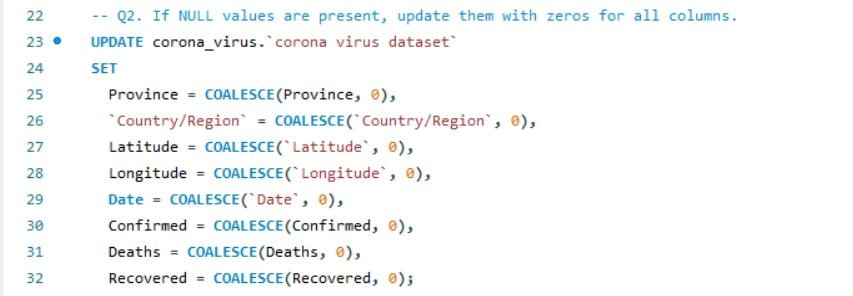 22 -- Q2. If NULL values are present, update them with zeros for all columns.
23 UPDATE corona_virus.`corona virus dataset`
24 SET
25 Province = COALESCE(Province, 0),
26 `Country/Region` = COALESCE(`Country/Region`, 0),
27 Latitude = COALESCE(`Latitude`, 0),
28 Longitude = COALESCE(`Longitude`, 0),
29 Date = COALESCE(`Date`, 0),
30 Confirmed = COALESCE(Confirmed, 0),
31 Deaths = COALESCE(Deaths, 0),
32 Recovered = COALESCE(Recovered, 0);